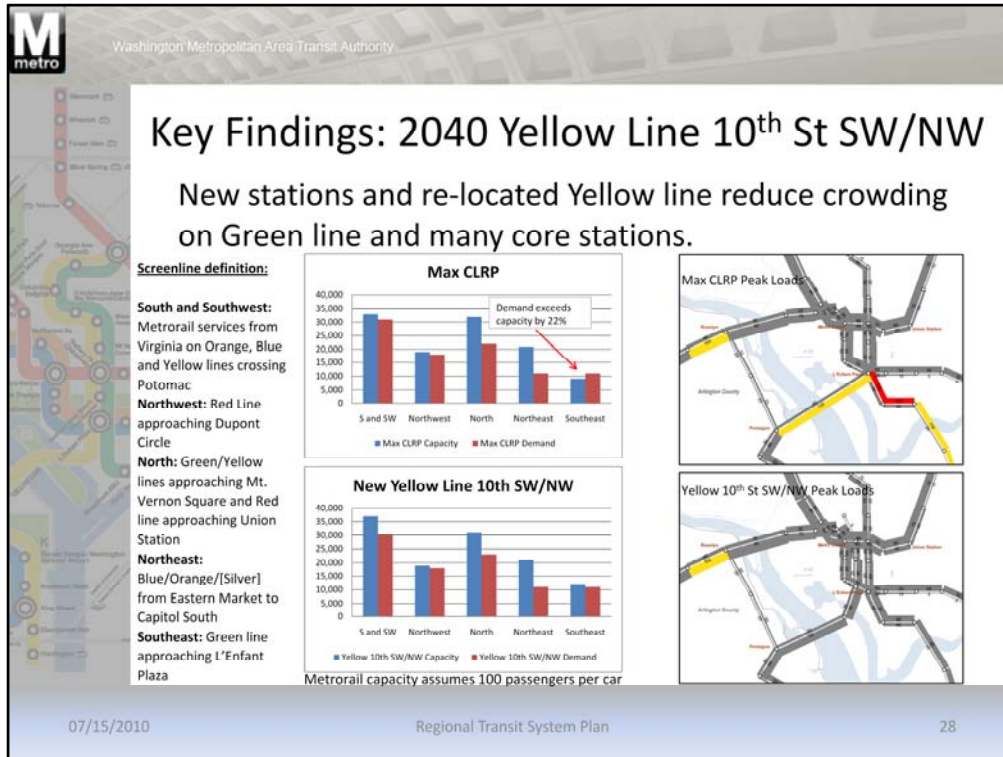 M
metro
Washington Metropolitan Area Transit Authority
Key Findings: 2040 Yellow Line 10th St SW/NW
New stations and re-located Yellow line reduce crowding
on Green line and many core stations.
Screenline definition:
South and Southwest:
Metrorail services from
Virginia on Orange, Blue
and Yellow lines crossing
Potomac
Northwest: Red Line
approaching Dupont
Circle
North: Green/Yellow
lines approaching Mt.
Vernon Square and Red
line approaching Union
Station
Northeast:
Blue/Orange/[Silver]
from Eastern Market to
Capitol South
Southeast: Green line
approaching L'Enfant
Plaza
Max CLRP
40,000
35,000
30,000
25,000
20,000
15,000
10,000
5,000
0
Demand exceeds
capacity by 22%
S and SW Northwest North Northeast Southeast
Max CLRP Capacity Max CLRP Demand
New Yellow Line 10th SW/NW
40,000
35,000
30,000
25,000
20,000
15,000
10,000
5,000
0
S and SW Northwest North Northeast Southeast
Yellow 10th SW/NW Capacity Yellow 10th SW/NW Demand
Metrorail capacity assumes 100 passengers per car
Max CLRP Peak Loads
Rosslyn
Union Station
Arlington County
Pentagon
Yellow 10th St SW/NW Peak Loads
Rosslyn
Union Station
Arlington County
Pentagon
07/15/2010
Regional Transit System Plan
28